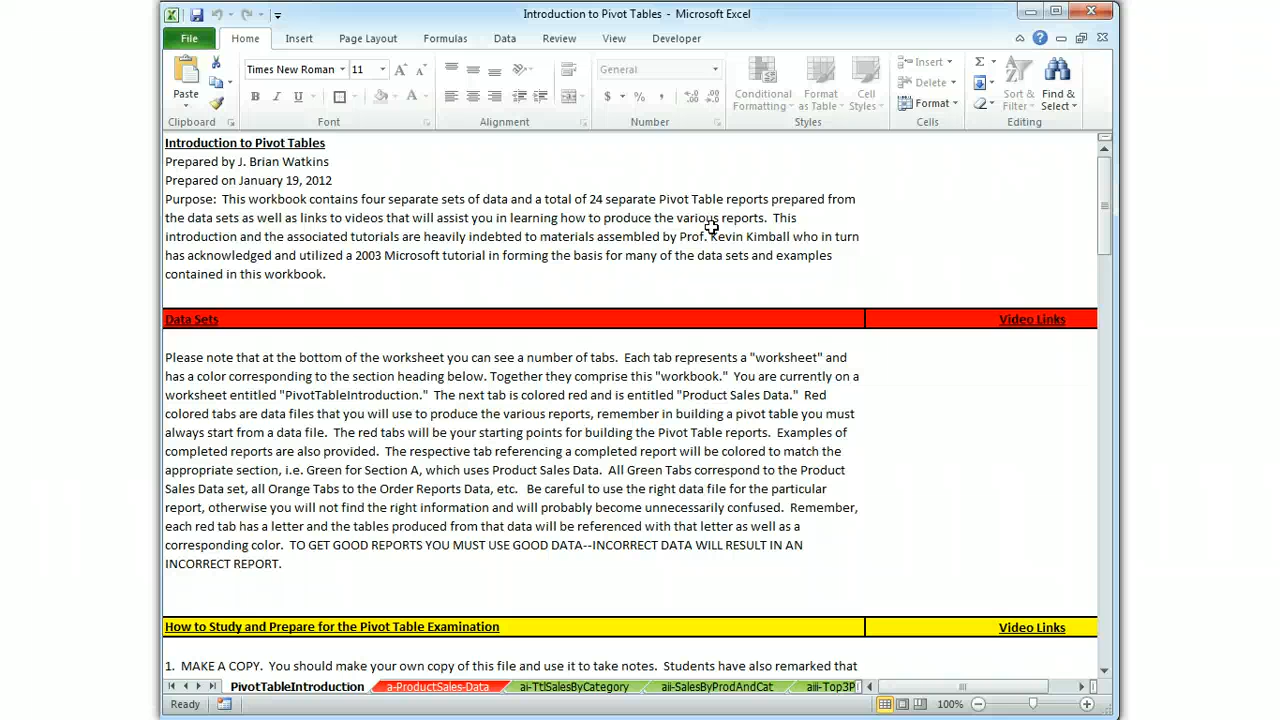 Introduction to Pivot Tables - Microsoft Excel
File Home Insert Page Layout Formulas Data Review View Developer
Times New Roman 11 General Insert
Paste B I U $ % , Conditional Formatting Format as Table Cell Styles Delete Sort & Filter Find & Select
Format
Clipboard Font Alignment Number Styles Cells Editing
Introduction to Pivot Tables
Prepared by J. Brian Watkins
Prepared on January 19, 2012
Purpose: This workbook contains four separate sets of data and a total of 24 separate Pivot Table reports prepared from
the data sets as well as links to videos that will assist you in learning how to produce the various reports. This
introduction and the associated tutorials are heavily indebted to materials assembled by Prof. Kevin Kimball who in turn
has acknowledged and utilized a 2003 Microsoft tutorial in forming the basis for many of the data sets and examples
contained in this workbook.
Data Sets Video Links
Please note that at the bottom of the worksheet you can see a number of tabs. Each tab represents a "worksheet" and
has a color corresponding to the section heading below. Together they comprise this "workbook." You are currently on a
worksheet entitled "PivotTableIntroduction." The next tab is colored red and is entitled "Product Sales Data." Red
colored tabs are data files that you will use to produce the various reports, remember in building a pivot table you must
always start from a data file. The red tabs will be your starting points for building the Pivot Table reports. Examples of
completed reports are also provided. The respective tab referencing a completed report will be colored to match the
appropriate section, i.e. Green for Section A, which uses Product Sales Data. All Green Tabs correspond to the Product
Sales Data set, all Orange Tabs to the Order Reports Data, etc. Be careful to use the right data file for the particular
report, otherwise you will not find the right information and will probably become unnecessarily confused. Remember,
each red tab has a letter and the tables produced from that data will be referenced with that letter as well as a
corresponding color. TO GET GOOD REPORTS YOU MUST USE GOOD DATA--INCORRECT DATA WILL RESULT IN AN
INCORRECT REPORT.
How to Study and Prepare for the Pivot Table Examination Video Links
1. MAKE A COPY. You should make your own copy of this file and use it to take notes. Students have also remarked that
PivotTableIntroduction a-ProductSales-Data ai-TtlSalesByCategory aii-SalesByProdAndCat aiii-Top3P
Ready 100%